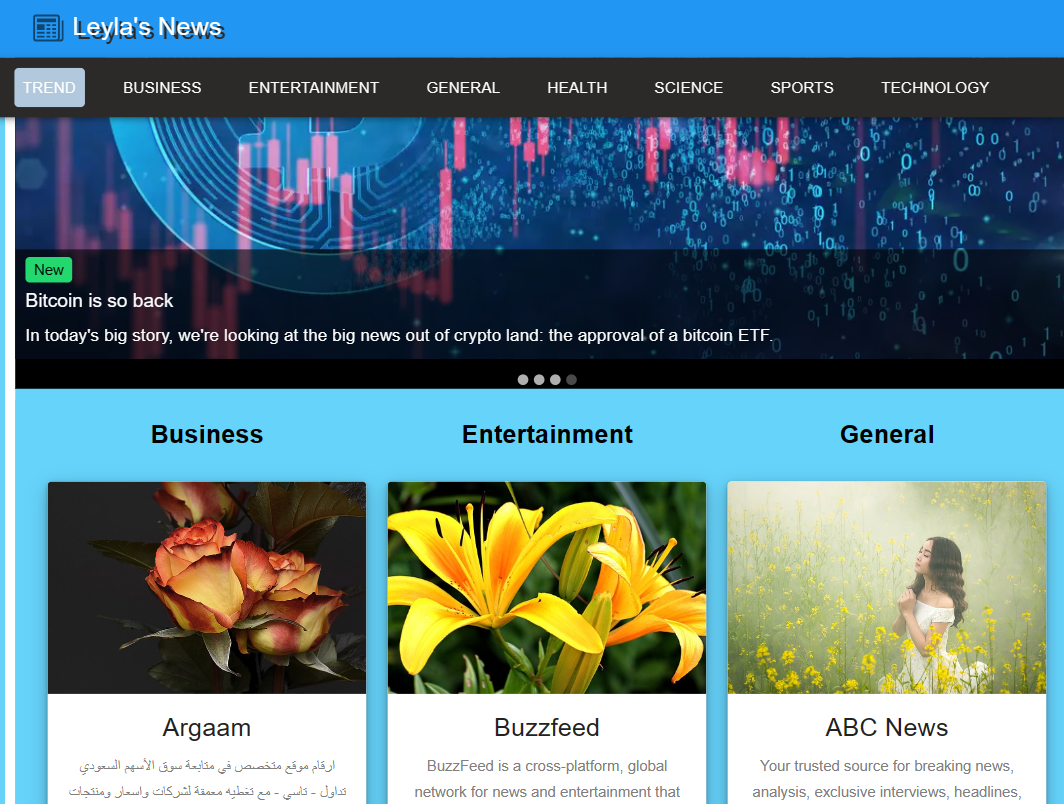 Leyla's News
TREND BUSINESS ENTERTAINMENT GENERAL HEALTH SCIENCE SPORTS TECHNOLOGY
New
Bitcoin is so back
In today's big story, we're looking at the big news out of crypto land: the approval of a bitcoin ETF.
Business
Entertainment
General
Argaam
ارقام موقع متخصص في متابعة سوق الأسهم السعودي
تداول - تاسي - مع تغطيه معمقة لشركات واسعار ومنتجات
Buzzfeed
BuzzFeed is a cross-platform, global
network for news and entertainment that
ABC News
Your trusted source for breaking news,
analysis, exclusive interviews, headlines,